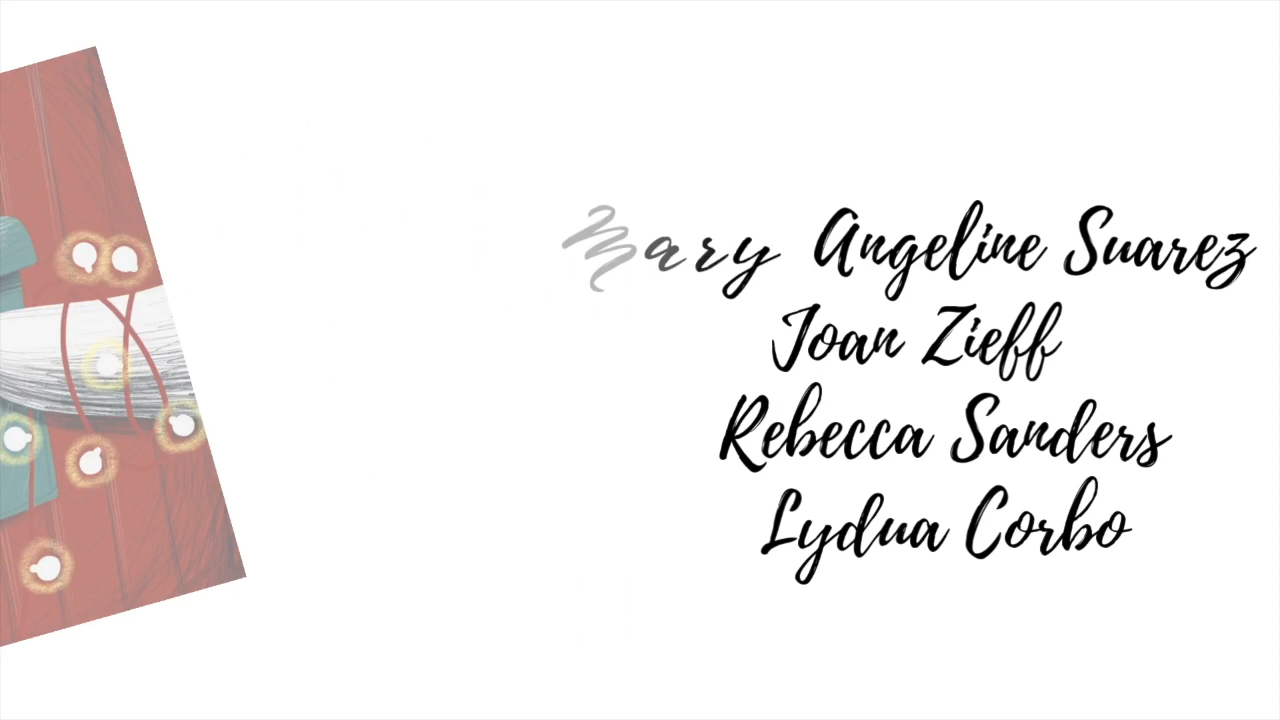 Mary Angeline Suarez
Joan Zieff
Rebecca Sanders
Lydua Corbo